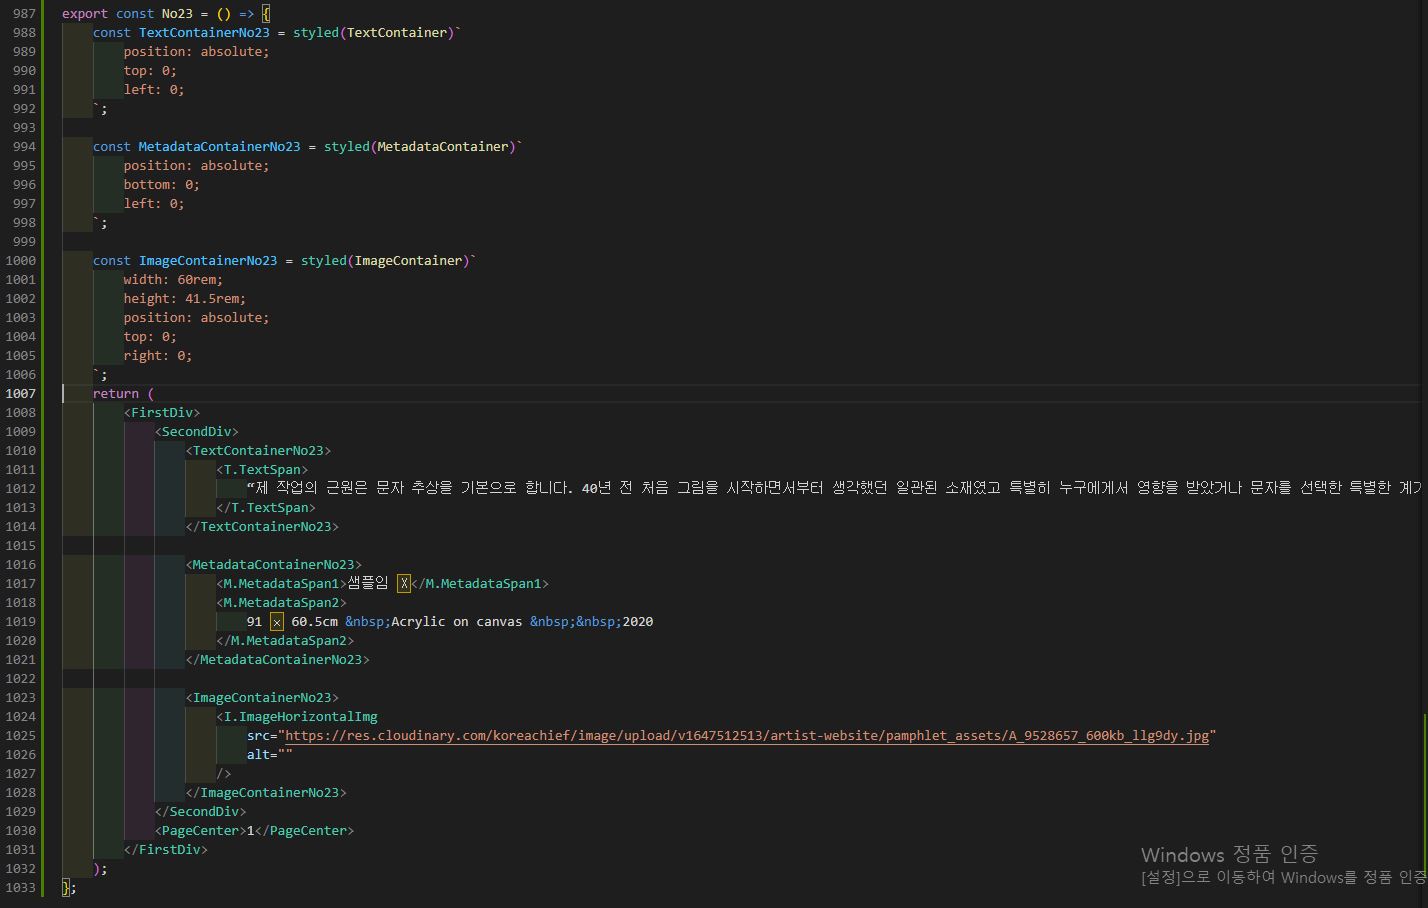 987 export const No23 = () => {
988 const TextContainerNo23 = styled(TextContainer)`
989 position: absolute;
990 top: 0;
991 left: 0;
992 `;
993
994 const MetadataContainerNo23 = styled(MetadataContainer)`
995 position: absolute;
996 bottom: 0;
997 left: 0;
998 `;
999
1000 const ImageContainerNo23 = styled(ImageContainer)`
1001 width: 60rem;
1002 height: 41.5rem;
1003 position: absolute;
1004 top: 0;
1005 right: 0;
1006 `;
1007 return (
1008 <FirstDiv>
1009 <SecondDiv>
1010 <TextContainerNo23>
1011 <T.TextSpan>
1012 “제 작업의 근원은 문자 추상을 기본으로 합니다. 40년 전 처음 그림을 시작하면서부터 생각했던 일관된 소재였고 특별히 누구에게서 영향을 받았거나 문자를 선택한 특별한
1013 </T.TextSpan>
1014 </TextContainerNo23>
1015
1016 <MetadataContainerNo23>
1017 <M.MetadataSpan1>샘플임 Ⅹ</M.MetadataSpan1>
1018 <M.MetadataSpan2>
1019 91 × 60.5cm &nbsp;Acrylic on canvas &nbsp;&nbsp;2020
1020 </M.MetadataSpan2>
1021 </MetadataContainerNo23>
1022
1023 <ImageContainerNo23>
1024 <I.ImageHorizontalImg
1025 src="https://res.cloudinary.com/koreachief/image/upload/v1647512513/artist-website/pamphlet_assets/A_9528657_600kb_llg9dy.jpg"
1026 alt=""
1027 />
1028 </ImageContainerNo23>
1029 </SecondDiv>
1030 <PageCenter>1</PageCenter>
1031 </FirstDiv>
1032 );
1033 };
Windows 정품 인증
[설정]으로 이동하여 Windows를 정품 인증